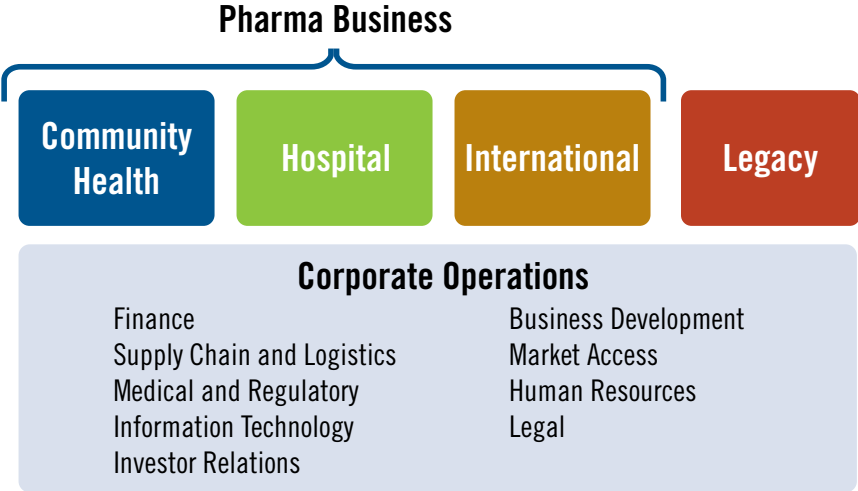 Pharma Business
Community
Health
Hospital
International
Legacy
Corporate Operations
Finance
Supply Chain and Logistics
Medical and Regulatory
Information Technology
Investor Relations
Business Development
Market Access
Human Resources
Legal